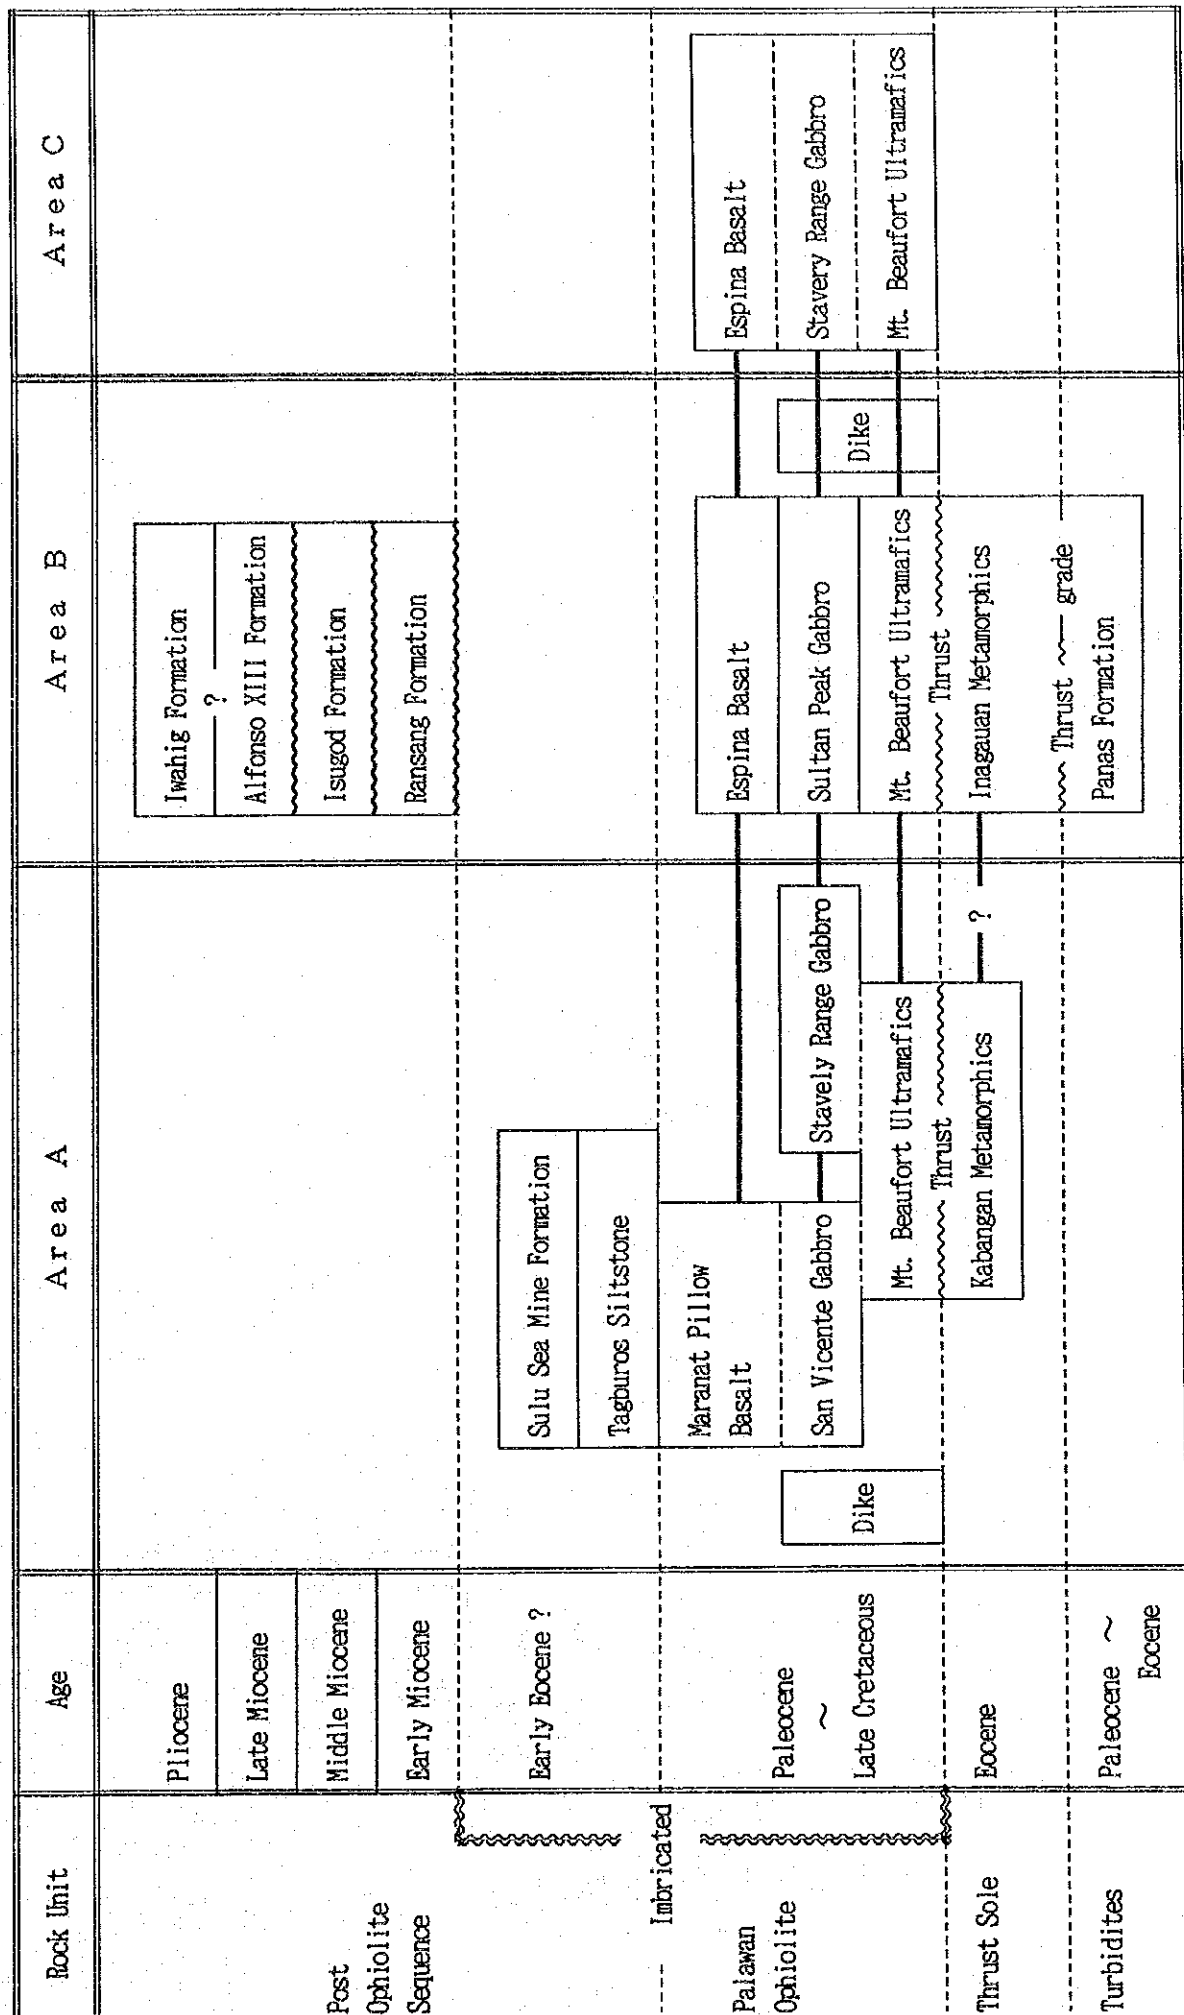 Rock Unit
Age
Area A
Area B
Area C
Post
Ophiolite
Sequence
Pliocene
Late Miocene
Middle Miocene
Early Miocene
Iwahig Formation
?
Alfonso XIII Formation
Isugod Formation
Ransang Formation
Imbricated
Early Eocene ?
Sulu Sea Mine Formation
Tagburos Siltstone
Palawan
Ophiolite
Paleocene
~
Late Cretaceous
Dike
Maranat Pillow
Basalt
San Vicente Gabbro
Stavely Range Gabbro
Mt. Beaufort Ultramafics
Thrust
Kabangan Metamorphics
?
Espina Basalt
Sultan Peak Gabbro
Mt. Beaufort Ultramafics
Thrust
Inagauan Metamorphics
Thrust ~ grade
Panas Formation
Dike
Espina Basalt
Stavery Range Gabbro
Mt. Beaufort Ultramafics
Thrust Sole
Eocene
Turbidites
Paleocene ~
Eocene